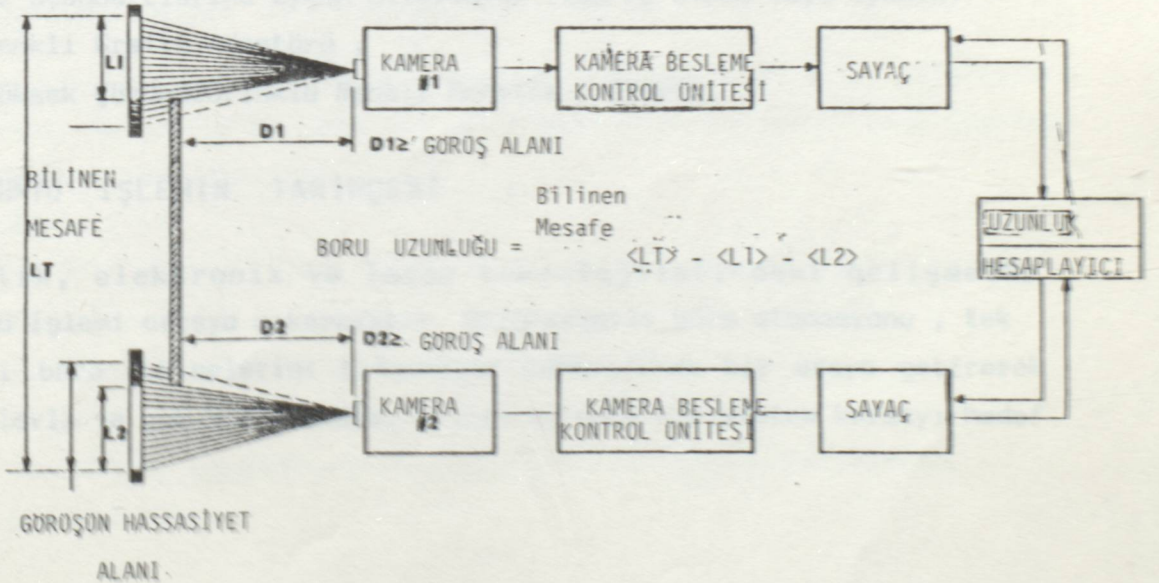 L1
KAMERA
#1
KAMERA BESLEME
KONTROL ÜNİTESİ
SAYAÇ
D1
D1≥ GÖRÜŞ ALANI
BİLİNEN
MESAFE
LT
BORU UZUNLUĞU = Bilinen Mesafe <LT> - <L1> - <L2>
UZUNLUK
HESAPLAYICI
D2
D2≥ GÖRÜŞ ALANI
L2
KAMERA
#2
KAMERA BESLEME
KONTROL ÜNİTESİ
SAYAÇ
GÖRÜŞÜN HASSASİYET
ALANI